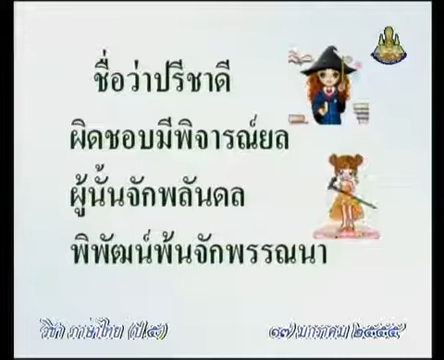 ชื่อว่าปรีชาดี
ผิดชอบมีพิจารณ์ยล
ผู้นั้นจักพลันดล
พิพัฒน์พ้นจักพรรณนา
วิชา ภาษาไทย (ป.๕)
๑๗ มกราคม ๒๕๕๕